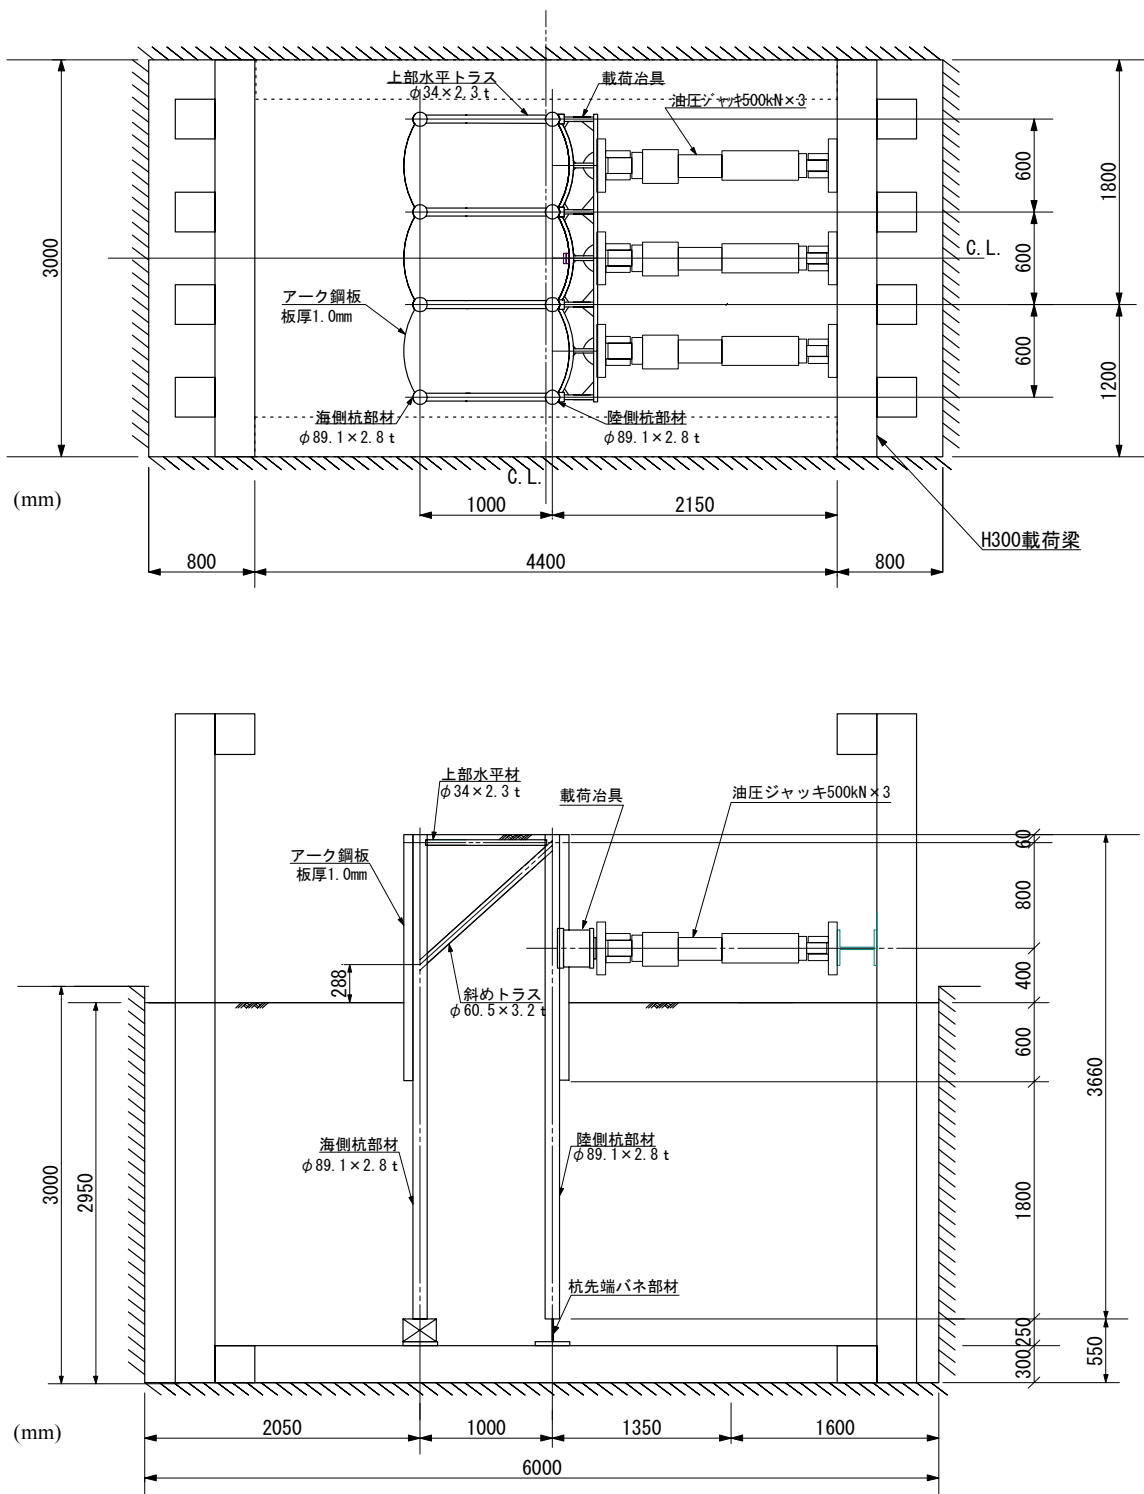 上部水平トラス
φ34×2.3t
載荷冶具
油圧ジャッキ500kN×3
600
1800
3000
C.L.
600
アーク鋼板
板厚1.0mm
600
1200
海側杭部材
φ89.1×2.8t
陸側杭部材
φ89.1×2.8t
C.L.
(mm)
1000
2150
H300載荷梁
800
4400
800
上部水平材
φ34×2.3t
載荷冶具
油圧ジャッキ500kN×3
60
アーク鋼板
板厚1.0mm
800
288
斜めトラス
φ60.5×3.2t
400
600
3660
海側杭部材
φ89.1×2.8t
陸側杭部材
φ89.1×2.8t
3000
2950
1800
杭先端バネ部材
250
300
550
(mm)
2050
1000
1350
1600
6000